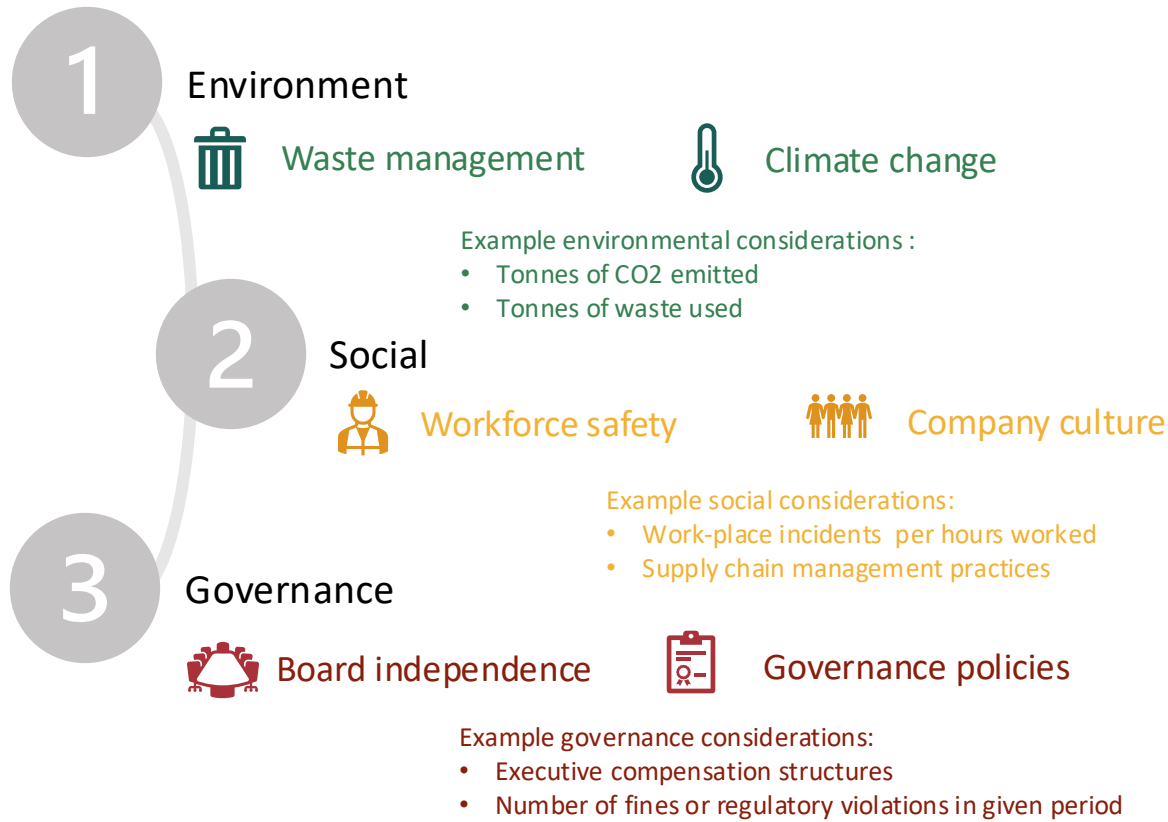 1
Environment
Waste management
Climate change
Example environmental considerations :
• Tonnes of CO2 emitted
• Tonnes of waste used
2
Social
Workforce safety
Company culture
Example social considerations:
• Work-place incidents  per hours worked
• Supply chain management practices
3
Governance
Board independence
Governance policies
Example governance considerations:
• Executive compensation structures
• Number of fines or regulatory violations in given period